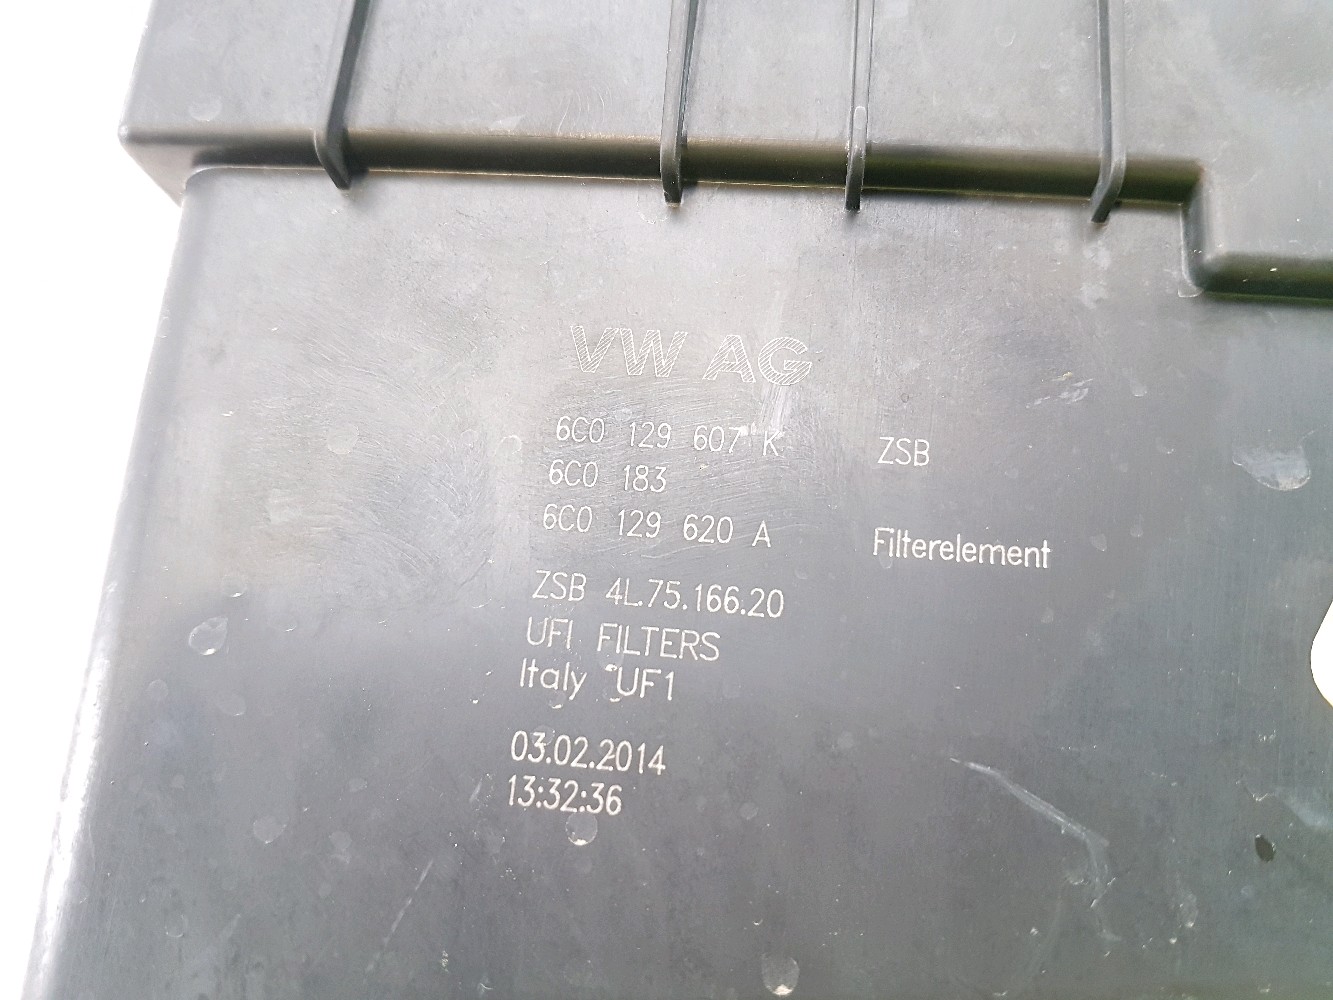 VW AG
6C0 129 607 K ZSB
6C0 183
6C0 129 620 A Filterelement
ZSB 4L.75.166.20
UFI FILTERS
Italy UF1
03.02.2014
13:32:36